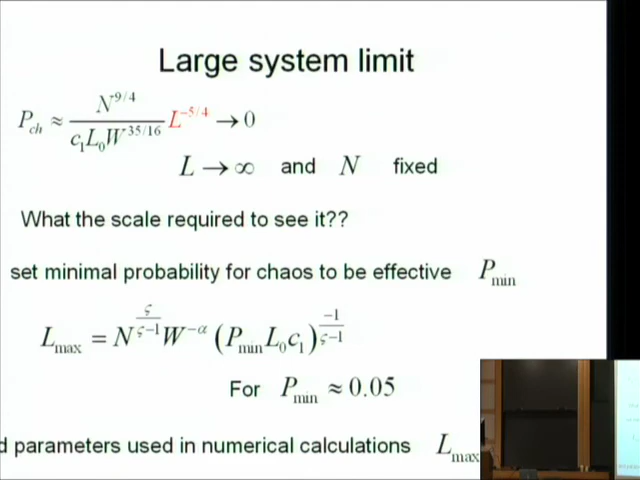 Large system limit
P_ch ≈ N^{9/4} / (c_1 L_0 W^{35/16}) L^{-5/4} → 0
L → ∞ and N fixed
What the scale required to see it??
set minimal probability for chaos to be effective P_min
L_max = N^{ς/(ς-1)} W^{-α} (P_min L_0 c_1)^{-1/(ς-1)}
For P_min ≈ 0.05
d parameters used in numerical calculations L_max